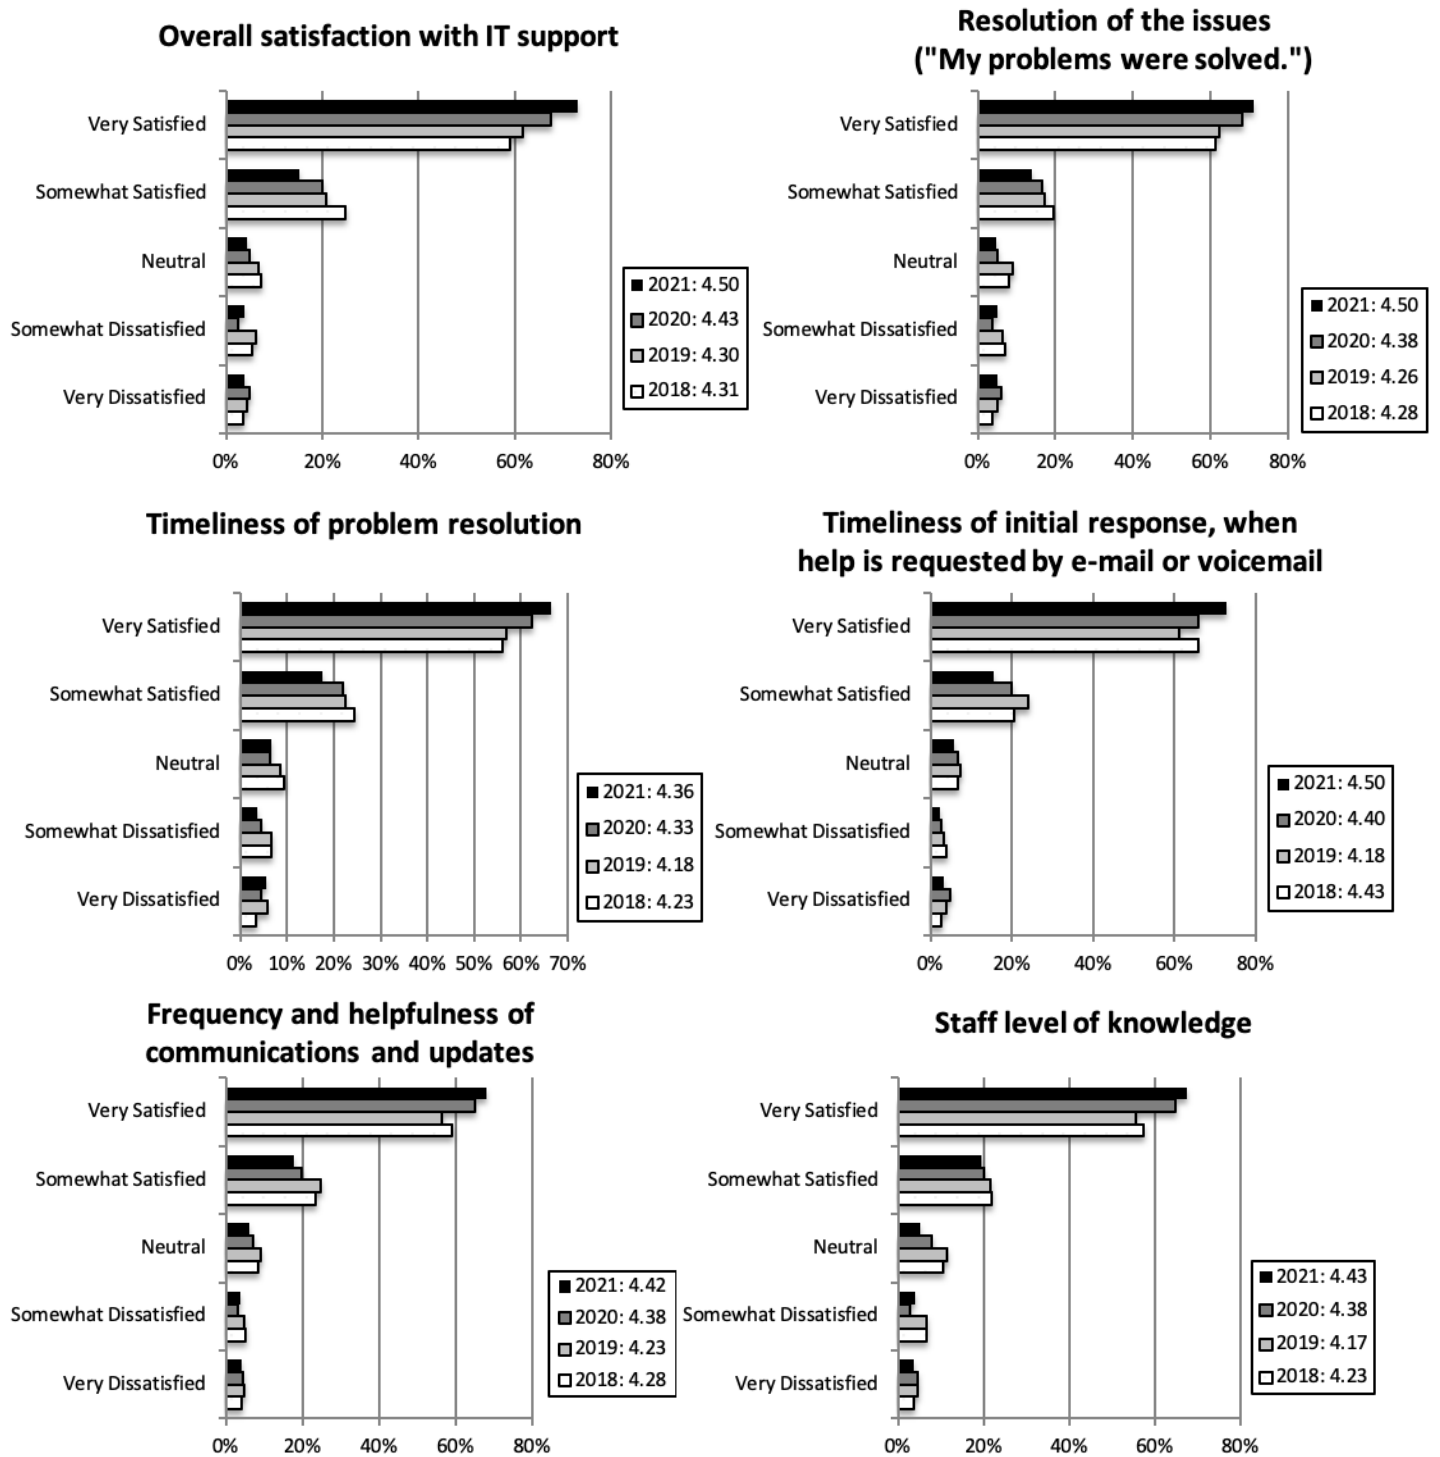 Overall satisfaction with IT support
Very Satisfied
Somewhat Satisfied
Neutral
Somewhat Dissatisfied
Very Dissatisfied
0% 20% 40% 60% 80%
2021: 4.50
2020: 4.43
2019: 4.30
2018: 4.31
Resolution of the issues
("My problems were solved.")
Very Satisfied
Somewhat Satisfied
Neutral
Somewhat Dissatisfied
Very Dissatisfied
0% 20% 40% 60% 80%
2021: 4.50
2020: 4.38
2019: 4.26
2018: 4.28
Timeliness of problem resolution
Very Satisfied
Somewhat Satisfied
Neutral
Somewhat Dissatisfied
Very Dissatisfied
0% 10% 20% 30% 40% 50% 60% 70%
2021: 4.36
2020: 4.33
2019: 4.18
2018: 4.23
Timeliness of initial response, when
help is requested by e-mail or voicemail
Very Satisfied
Somewhat Satisfied
Neutral
Somewhat Dissatisfied
Very Dissatisfied
0% 20% 40% 60% 80%
2021: 4.50
2020: 4.40
2019: 4.18
2018: 4.43
Frequency and helpfulness of
communications and updates
Very Satisfied
Somewhat Satisfied
Neutral
Somewhat Dissatisfied
Very Dissatisfied
0% 20% 40% 60% 80%
2021: 4.42
2020: 4.38
2019: 4.23
2018: 4.28
Staff level of knowledge
Very Satisfied
Somewhat Satisfied
Neutral
Somewhat Dissatisfied
Very Dissatisfied
0% 20% 40% 60% 80%
2021: 4.43
2020: 4.38
2019: 4.17
2018: 4.23